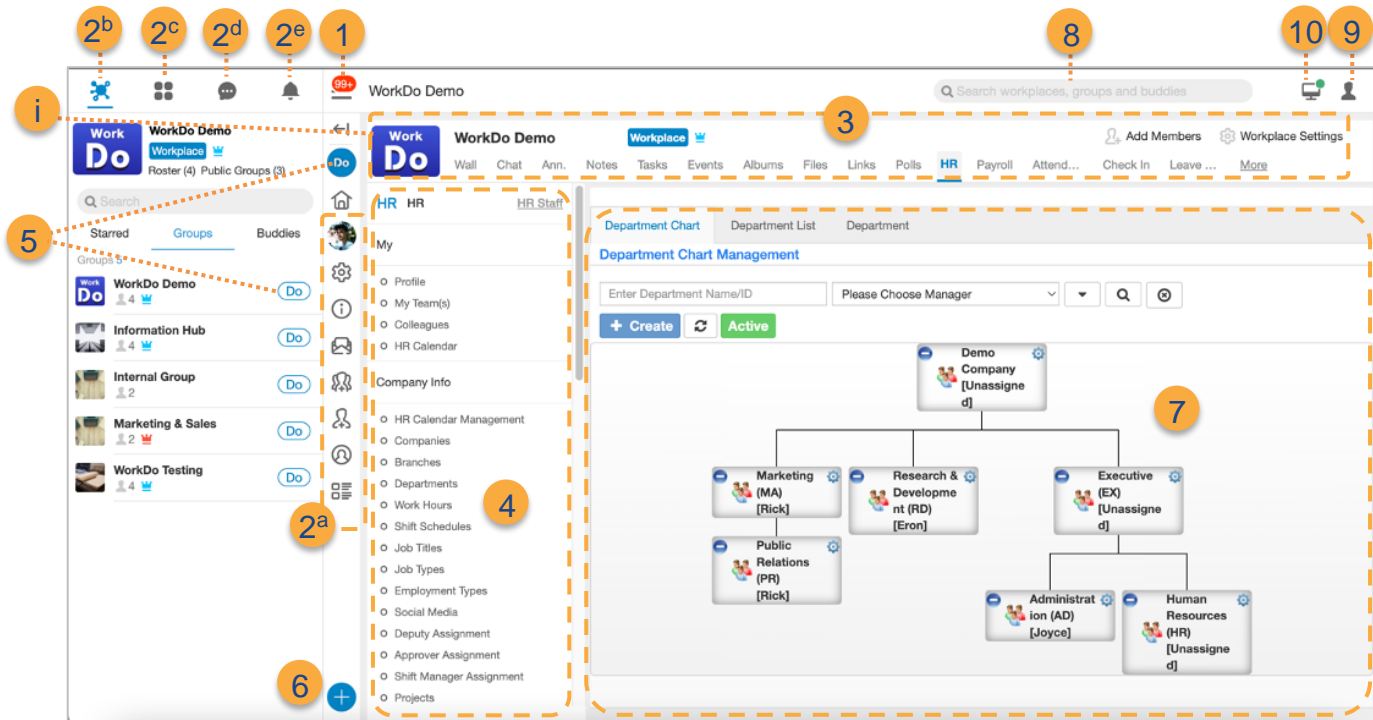 2b 2c 2d 2e 1 8 10 9
99+
WorkDo Demo
Search workplaces, groups and buddies
i
3
Work
Do
WorkDo Demo
Workplace
Roster (4) Public Groups (3)
Search
Starred Groups Buddies
Groups 5
5
Work
Do
WorkDo Demo
4
Do
Information Hub
4
Do
Internal Group
2
Do
Marketing & Sales
2
Do
WorkDo Testing
4
Do
Do
2a
6
+
Work
Do
WorkDo Demo
Workplace
Add Members
Workplace Settings
Wall Chat Ann. Notes Tasks Events Albums Files Links Polls HR Payroll Attend... Check In Leave ... More
HR HR HR Staff
My
Profile
My Team(s)
Colleagues
HR Calendar
Company Info
HR Calendar Management
Companies
Branches
Departments
Work Hours
Shift Schedules
Job Titles
Job Types
Employment Types
Social Media
Deputy Assignment
Approver Assignment
Shift Manager Assignment
Projects
4
Department Chart Department List Department
Department Chart Management
Enter Department Name/ID
Please Choose Manager
+ Create
Active
7
Demo
Company
[Unassigne
d]
Marketing
(MA)
[Rick]
Research &
Developme
nt (RD)
[Eron]
Executive
(EX)
[Unassigne
d]
Public
Relations
(PR)
[Rick]
Administrat
ion (AD)
[Joyce]
Human
Resources
(HR)
[Unassigne
d]